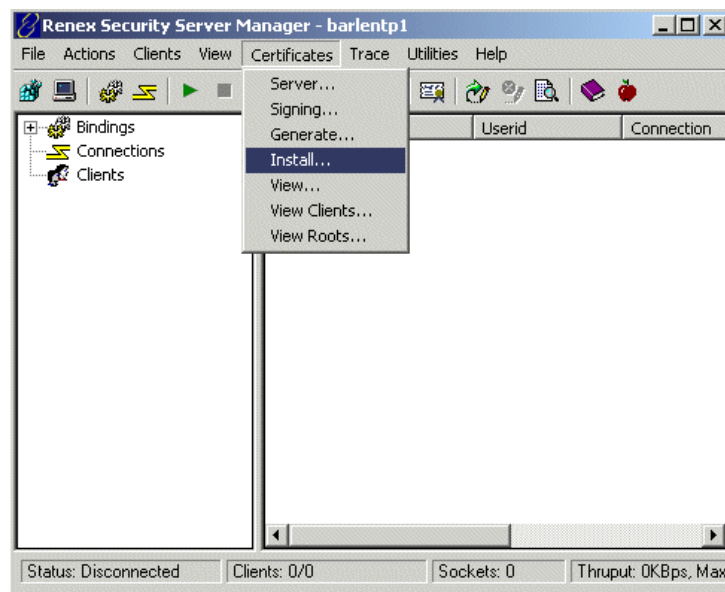 Renex Security Server Manager - barlentp1
File Actions Clients View Certificates Trace Utilities Help
Server...
Signing...
Generate...
Install...
View...
View Clients...
View Roots...
Bindings
Connections
Clients
Userid Connection
Status: Disconnected Clients: 0/0 Sockets: 0 Thruput: 0KBps, Max